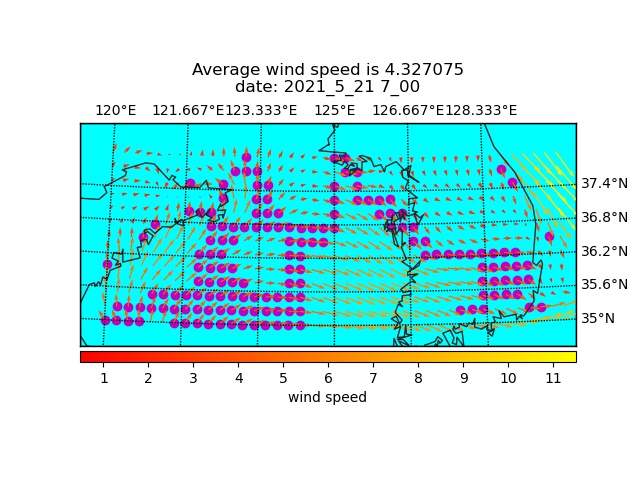 Average wind speed is 4.327075
date: 2021_5_21 7_00
120°E 121.667°E 123.333°E 125°E 126.667°E 128.333°E
37.4°N
36.8°N
36.2°N
35.6°N
35°N
1 2 3 4 5 6 7 8 9 10 11
wind speed